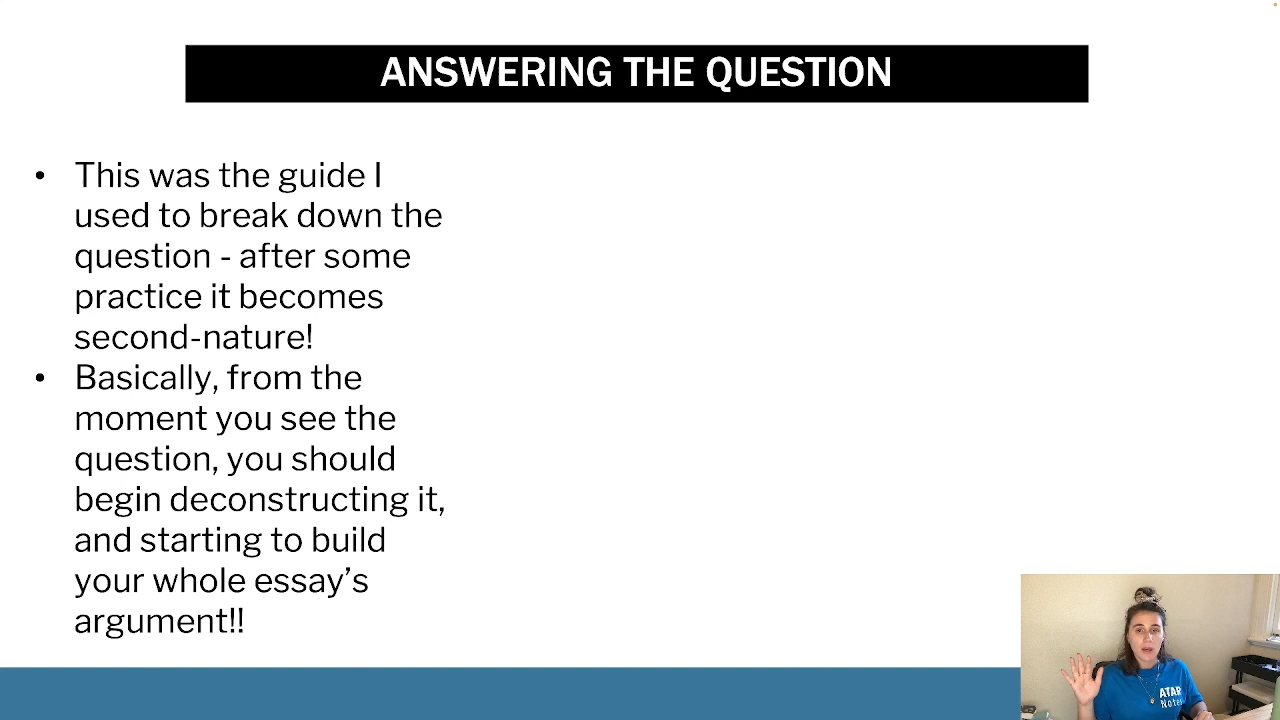 ANSWERING THE QUESTION
• This was the guide I
used to break down the
question - after some
practice it becomes
second-nature!
• Basically, from the
moment you see the
question, you should
begin deconstructing it,
and starting to build
your whole essay’s
argument!!
ATAR
Notes